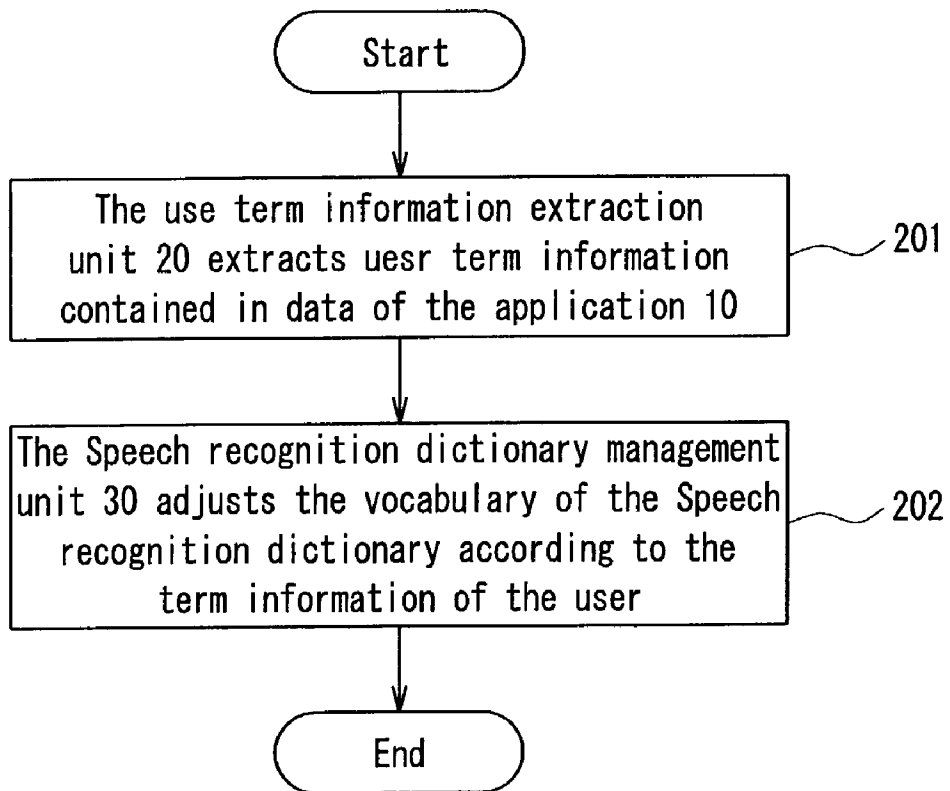 Start
The use term information extraction
unit 20 extracts uesr term information
contained in data of the application 10
201
The Speech recognition dictionary management
unit 30 adjusts the vocabulary of the Speech
recognition dictionary according to the
term information of the user
202
End